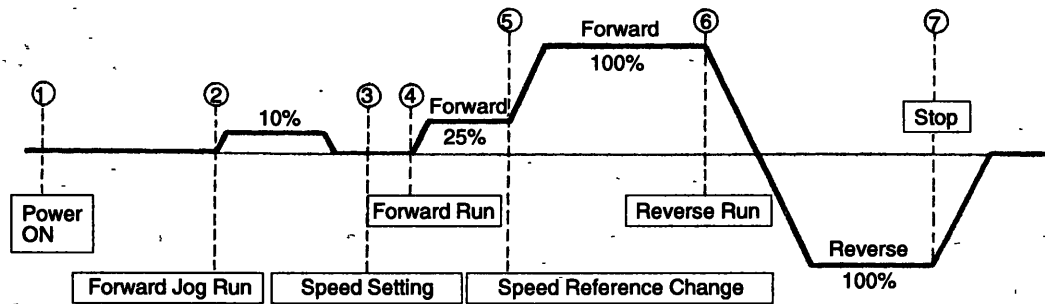 ① ② ③ ④ ⑤ ⑥ ⑦
Forward
100%
10%
Forward
25%
Stop
Power
ON
Forward Run
Reverse Run
Reverse
100%
Forward Jog Run
Speed Setting
Speed Reference Change